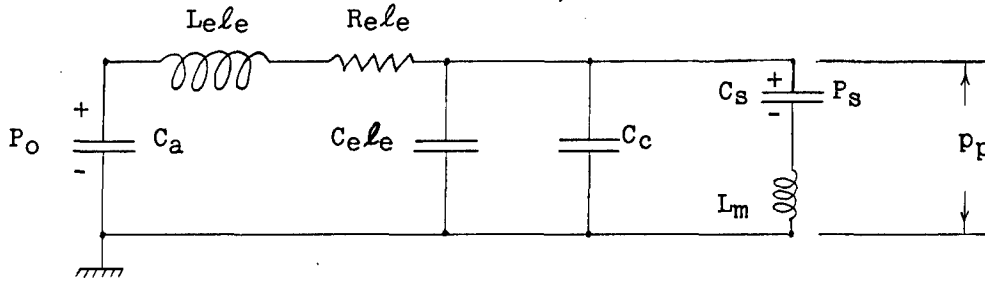 Leℓe
Reℓe
+
Po
-
Ca
Ceℓe
Cc
Cs
+
-
Ps
Lm
Pp